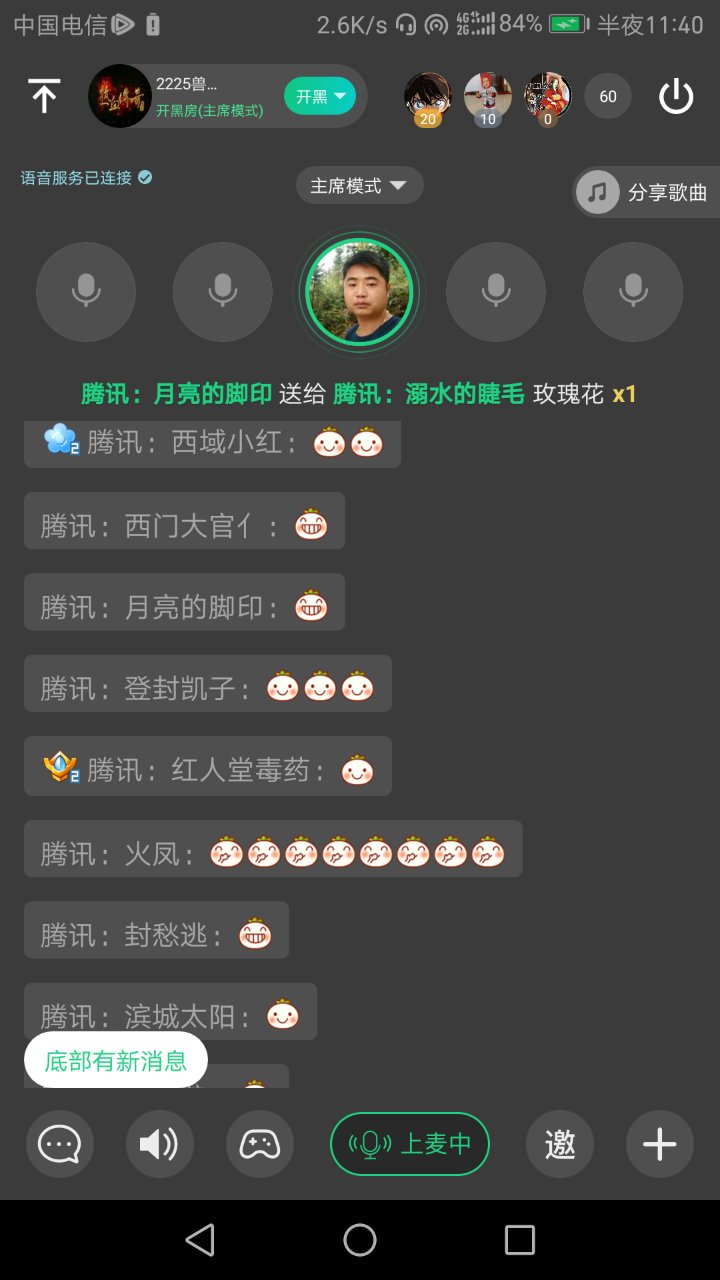 中国电信 2.6K/s 4G 2G 84% 半夜11:40
2225兽...
开黑房(主席模式)
开黑
20 10 0 60
语音服务已连接
主席模式
分享歌曲
腾讯：月亮的脚印 送给 腾讯：溺水的睫毛 玫瑰花 x1
2 腾讯：西域小红：
腾讯：西门大官亻：
腾讯：月亮的脚印：
腾讯：登封凯子：
2 腾讯：红人堂毒药：
腾讯：火凤：
腾讯：封愁逃：
腾讯：滨城太阳：
底部有新消息
上麦中
邀